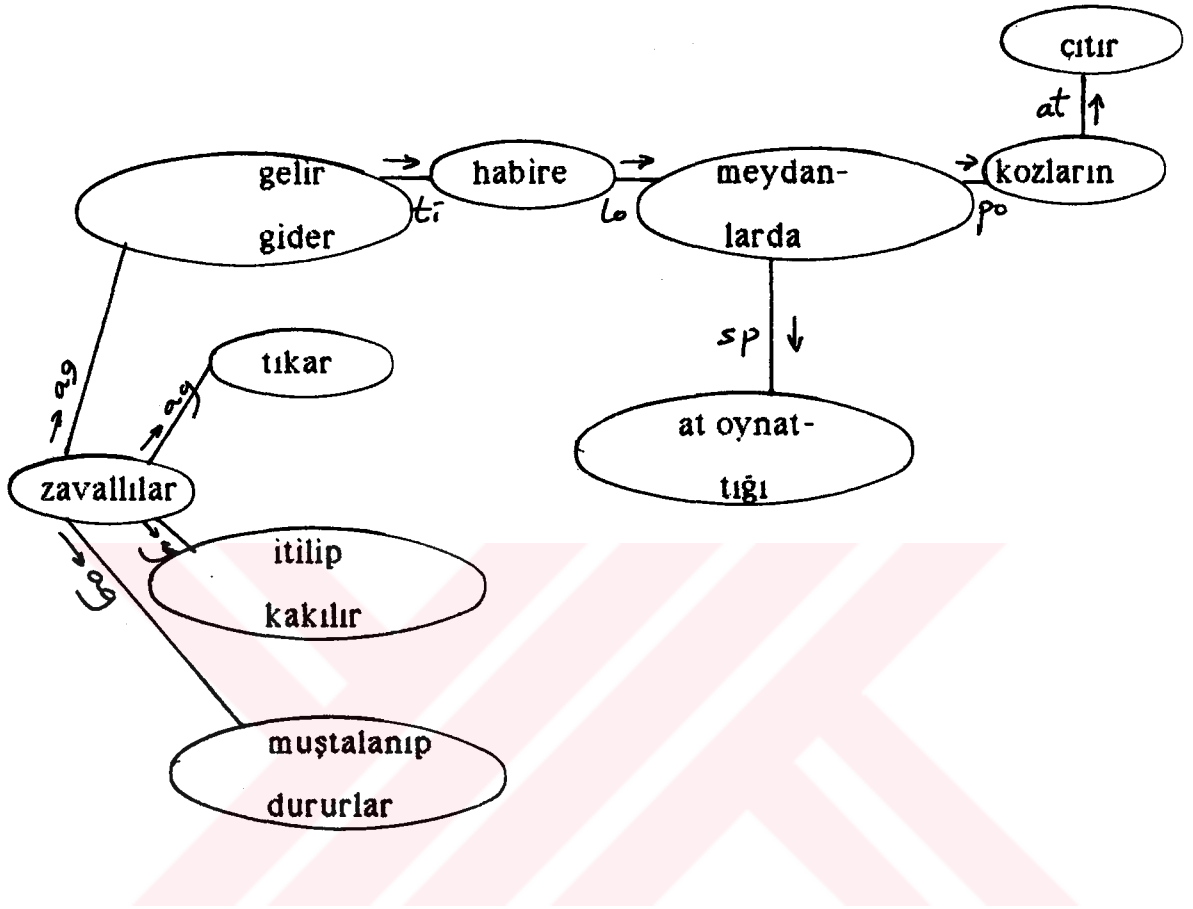 çıtır
at
gelir
gider
ti
habire
lo
meydan-
larda
po
kozların
sp
at oynat-
tığı
ag
tıkar
ag
zavallılar
itilip
kakılır
ag
muştalanıp
dururlar